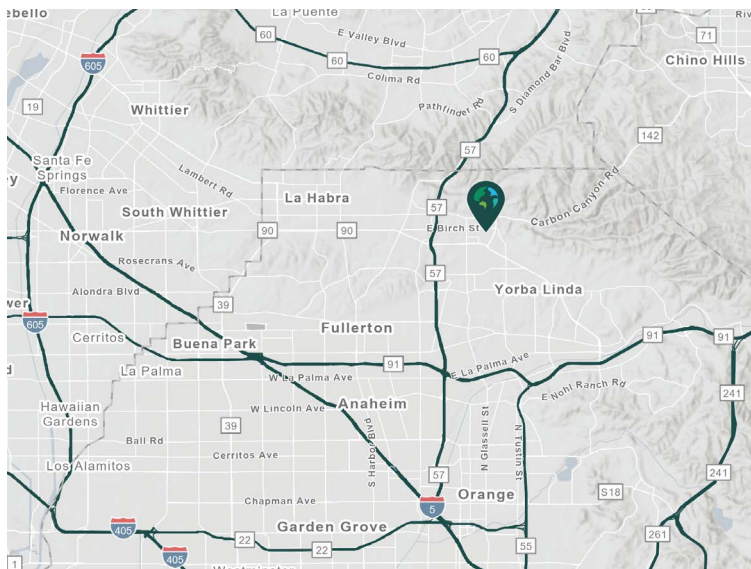 La Puente
ebello
60
E Valley Blvd
60
60
71
Riv
605
Colima Rd
S Diamond Bar Blvd
Chino Hills
19
Whittier
Pathfinder Rd
142
57
Santa Fe
Springs
Lambert Rd
Florence Ave
La Habra
57
Carbon Canyon Rd
South Whittier
90
90
E Birch St
Norwalk
Rosecrans Ave
57
Alondra Blvd
39
Yorba Linda
wer
605
Cerritos
Fullerton
91
91
Buena Park
91
E La Palma Ave
La Palma
W La Palma Ave
E Nohl Ranch Rd
241
Hawaiian
Gardens
W Lincoln Ave
Anaheim
39
Ball Rd
Cerritos Ave
S Harbor Blvd
N Glassell St
N Tustin St
Los Alamitos
57
241
Chapman Ave
Orange
S18
5
405
22
Garden Grove
22
55
261
405
1
Westminster